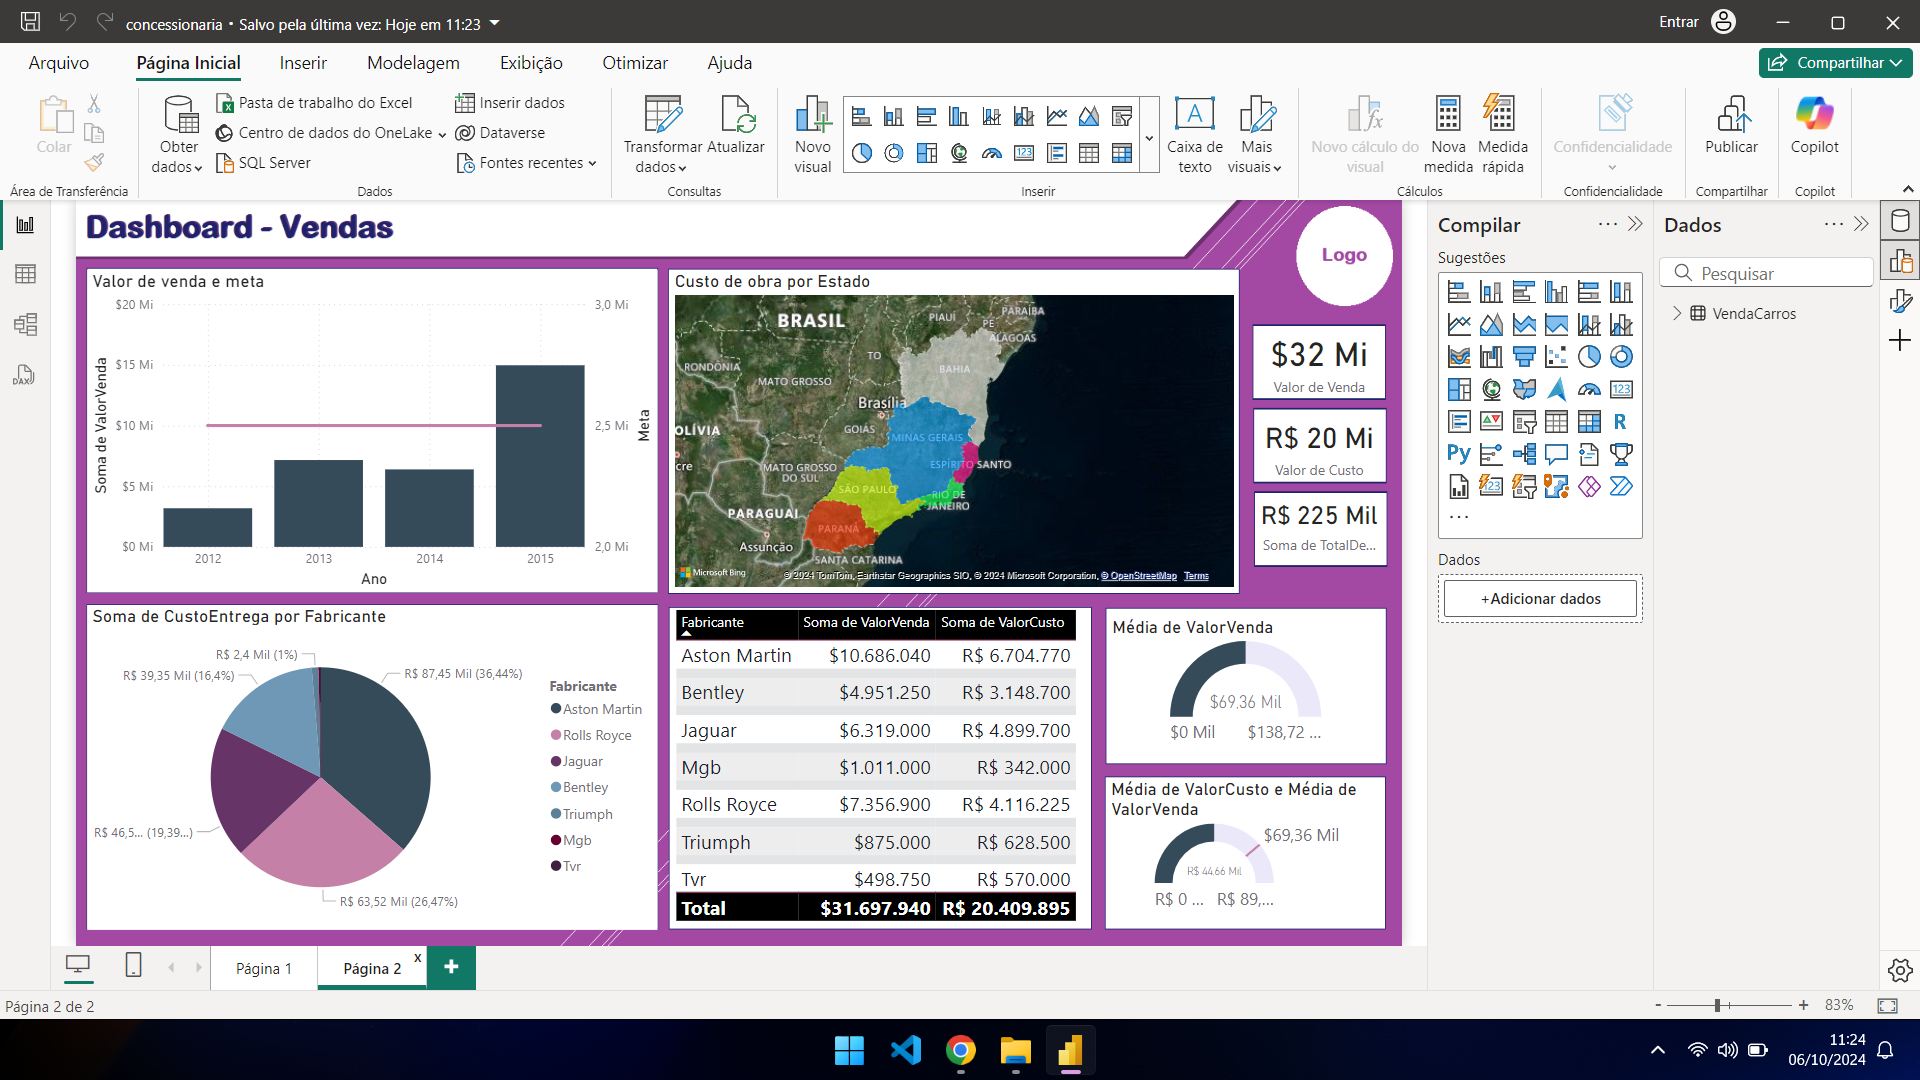 concessionaria • Salvo pela última vez: Hoje em 11:23
Entrar
Arquivo
Página Inicial
Inserir
Modelagem
Exibição
Otimizar
Ajuda
Compartilhar
Colar
Área de Transferência
Obter dados
Pasta de trabalho do Excel
Centro de dados do OneLake
SQL Server
Inserir dados
Dataverse
Fontes recentes
Dados
Transformar dados
Atualizar
Consultas
Novo visual
Caixa de texto
Mais visuais
Inserir
Novo cálculo do visual
Nova medida
Medida rápida
Cálculos
Confidencialidade
Confidencialidade
Publicar
Compartilhar
Copilot
Copilot
Dashboard - Vendas
Logo
Valor de venda e meta
$20 Mi
$15 Mi
$10 Mi
$5 Mi
$0 Mi
Soma de ValorVenda
3,0 Mi
2,5 Mi
2,0 Mi
Meta
2012
2013
2014
2015
Ano
Custo de obra por Estado
BRASIL
PIAUÍ
PARAÍBA
PE
ALAGOAS
TO
RONDÔNIA
MATO GROSSO
BAHIA
Brasília
GOIÁS
OLÍVIA
MINAS GERAIS
cre
MATO GROSSO
DO SUL
ESPÍRITO SANTO
SÃO PAULO
RIO DE
JANEIRO
PARAGUAI
PARANÁ
Assunção
SANTA CATARINA
Microsoft Bing
© 2024 TomTom, Earthstar Geographics SIO, © 2024 Microsoft Corporation, © OpenStreetMap Terms
$32 Mi
Valor de Venda
R$ 20 Mi
Valor de Custo
R$ 225 Mil
Soma de TotalDe...
Soma de CustoEntrega por Fabricante
R$ 2,4 Mil (1%)
R$ 39,35 Mil (16,4%)
R$ 87,45 Mil (36,44%)
R$ 46,5... (19,39...)
R$ 63,52 Mil (26,47%)
Fabricante
Aston Martin
Rolls Royce
Jaguar
Bentley
Triumph
Mgb
Tvr
Fabricante Soma de ValorVenda Soma de ValorCusto
Aston Martin $10.686.040 R$ 6.704.770
Bentley $4.951.250 R$ 3.148.700
Jaguar $6.319.000 R$ 4.899.700
Mgb $1.011.000 R$ 342.000
Rolls Royce $7.356.900 R$ 4.116.225
Triumph $875.000 R$ 628.500
Tvr $498.750 R$ 570.000
Total $31.697.940 R$ 20.409.895
Média de ValorVenda
$69,36 Mil
$0 Mil
$138,72 ...
Média de ValorCusto e Média de
ValorVenda
$69,36 Mil
R$ 44,66 Mil
R$ 0 ...
R$ 89,...
Compilar
Sugestões
123
R
Py
Dados
+Adicionar dados
Dados
Pesquisar
VendaCarros
DAX
Página 1
Página 2
x
Página 2 de 2
83%
11:24
06/10/2024